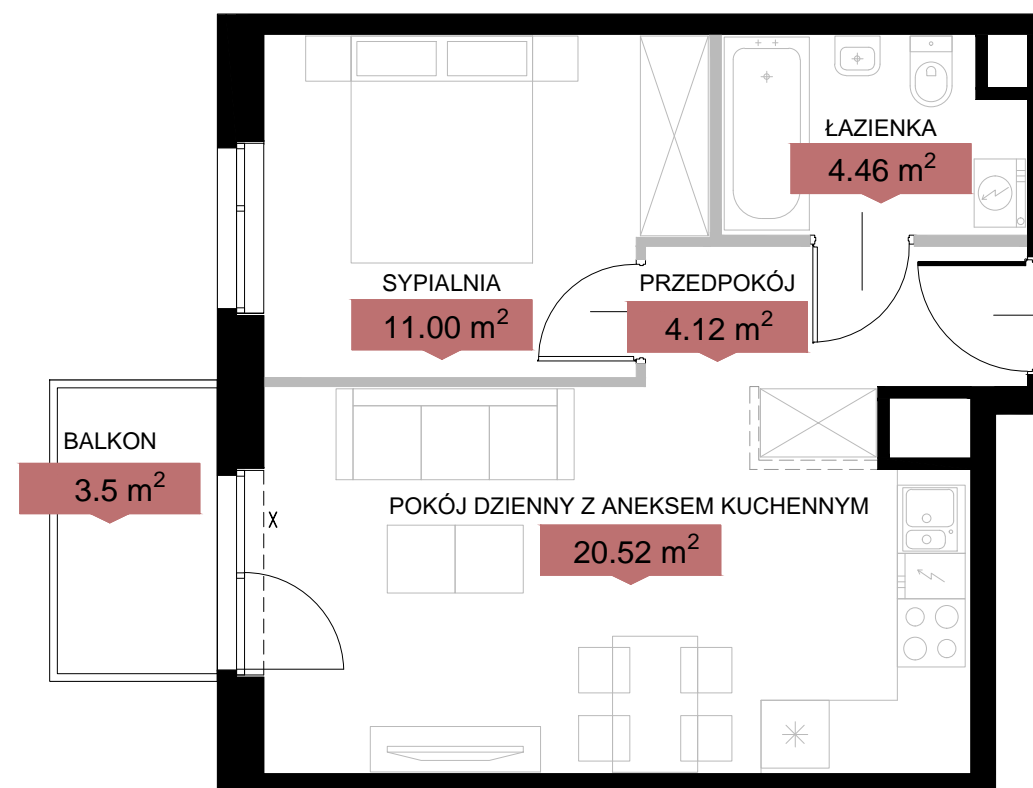 ŁAZIENKA
4.46 m²
SYPIALNIA
11.00 m²
PRZEDPOKÓJ
4.12 m²
BALKON
3.5 m²
POKÓJ DZIENNY Z ANEKSEM KUCHENNYM
20.52 m²
X